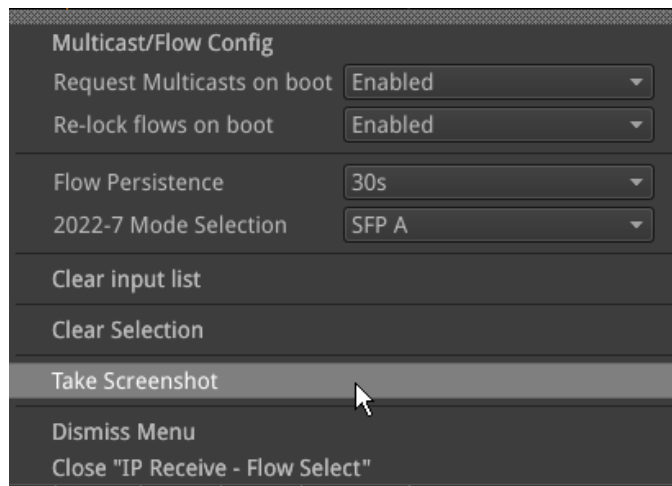 Multicast/Flow Config
Request Multicasts on boot Enabled
Re-lock flows on boot Enabled
Flow Persistence 30s
2022-7 Mode Selection SFP A
Clear input list
Clear Selection
Take Screenshot
Dismiss Menu
Close "IP Receive - Flow Select"